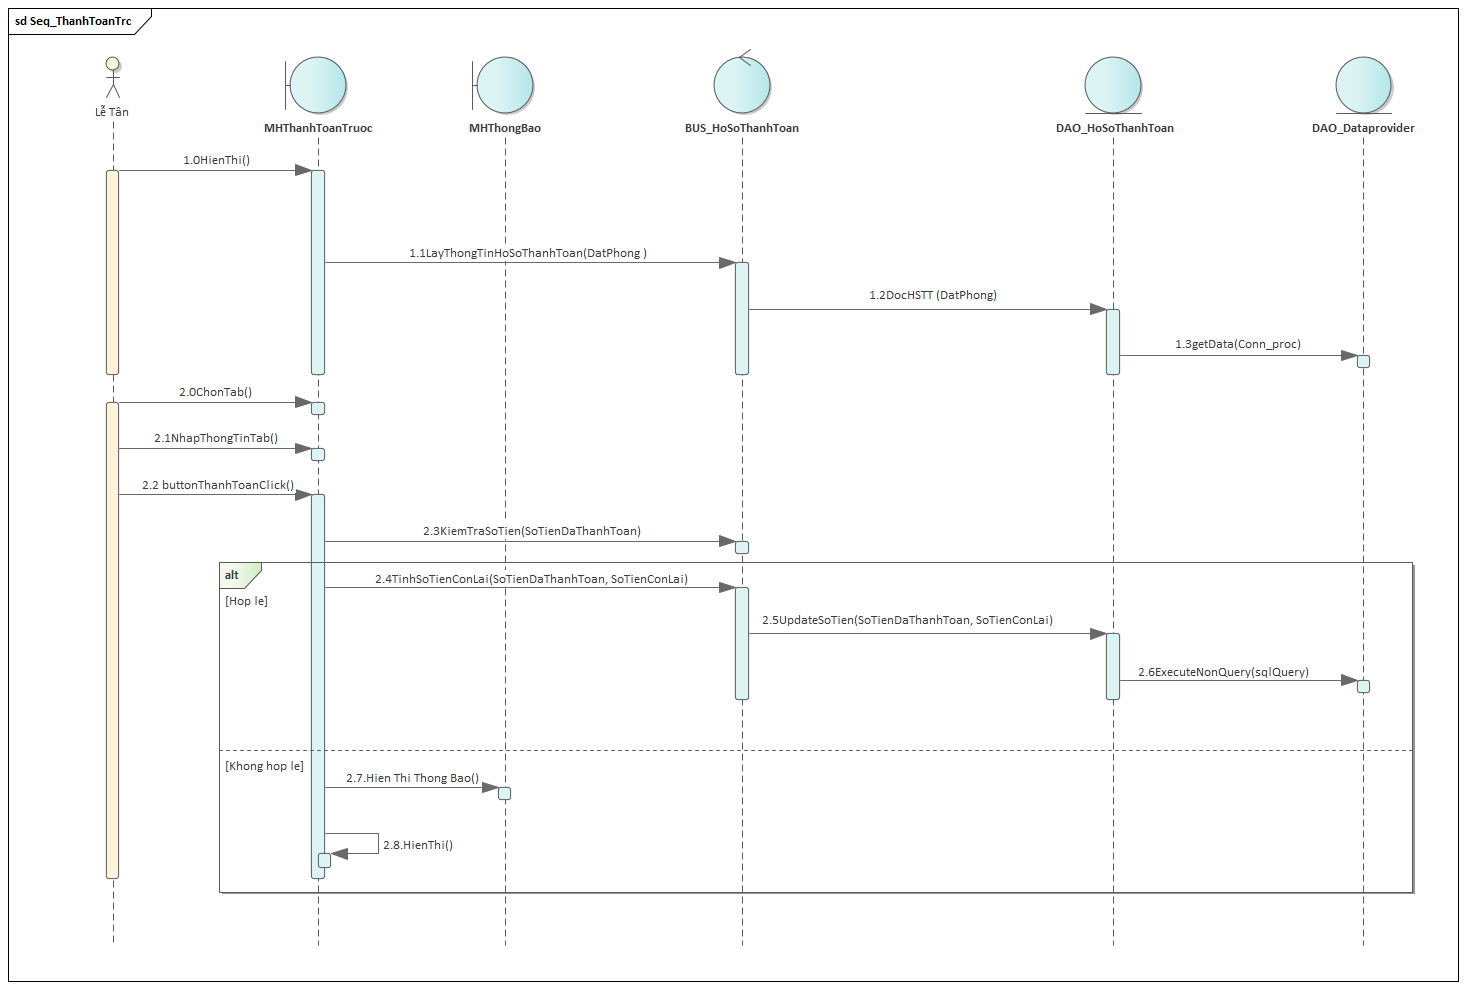 sd Seq_ThanhToanTrc
Lễ Tân
MHThanhToanTruoc
MHThongBao
BUS_HoSoThanhToan
DAO_HoSoThanhToan
DAO_Dataprovider
1.0HienThi()
1.1LayThongTinHoSoThanhToan(DatPhong )
1.2DocHSTT (DatPhong)
1.3getData(Conn_proc)
2.0ChonTab()
2.1NhapThongTinTab()
2.2 buttonThanhToanClick()
2.3KiemTraSoTien(SoTienDaThanhToan)
alt
2.4TinhSoTienConLai(SoTienDaThanhToan, SoTienConLai)
[Hop le]
2.5UpdateSoTien(SoTienDaThanhToan, SoTienConLai)
2.6ExecuteNonQuery(sqlQuery)
[Khong hop le]
2.7.Hien Thi Thong Bao()
2.8.HienThi()